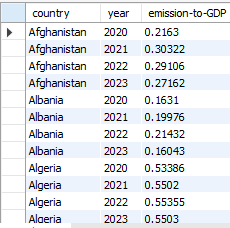 country year emission-to-GDP
Afghanistan 2020 0.2163
Afghanistan 2021 0.30322
Afghanistan 2022 0.29106
Afghanistan 2023 0.27162
Albania 2020 0.1631
Albania 2021 0.19976
Albania 2022 0.21432
Albania 2023 0.16043
Algeria 2020 0.53386
Algeria 2021 0.5502
Algeria 2022 0.55355
Algeria 2023 0.5503